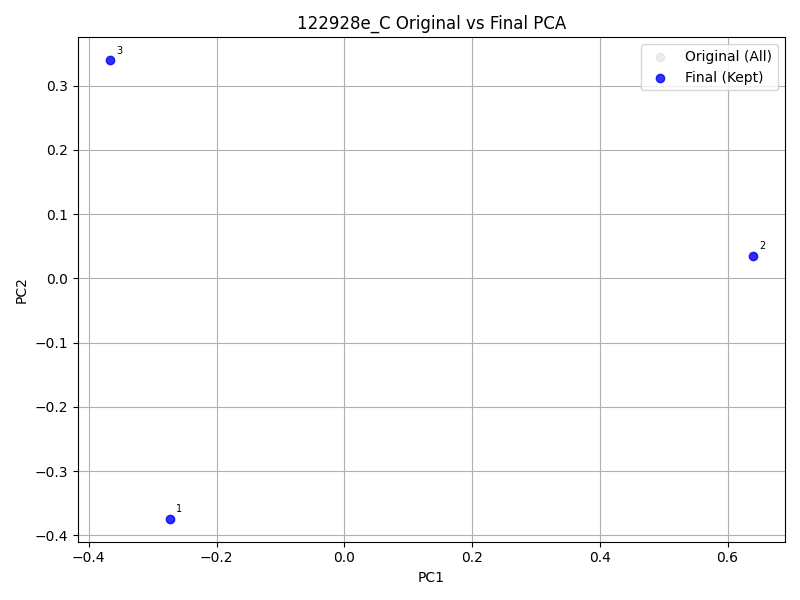 122928e_C Original vs Final PCA
Original (All)
Final (Kept)
3
2
1
0.3
0.2
0.1
0.0
−0.1
−0.2
−0.3
−0.4
PC2
−0.4 −0.2 0.0 0.2 0.4 0.6
PC1